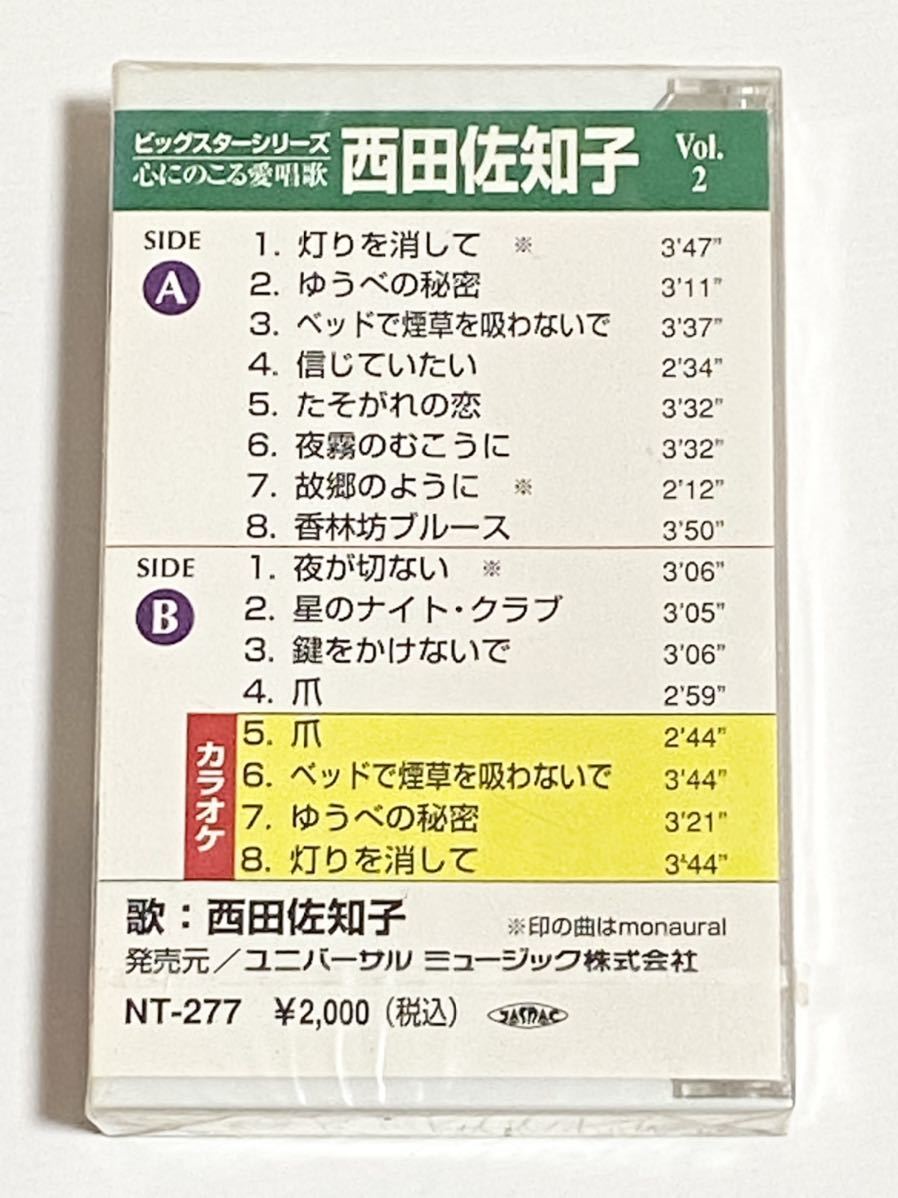 ビッグスターシリーズ
心にのこる愛唱歌
西田佐知子
Vol.
2
SIDE
A
1. 灯りを消して ※ 3'47"
2. ゆうべの秘密 3'11"
3. ベッドで煙草を吸わないで 3'37"
4. 信じていたい 2'34"
5. たそがれの恋 3'32"
6. 夜霧のむこうに 3'32"
7. 故郷のように ※ 2'12"
8. 香林坊ブルース 3'50"
SIDE
B
1. 夜が切ない ※ 3'06"
2. 星のナイト・クラブ 3'05"
3. 鍵をかけないで 3'06"
4. 爪 2'59"
カラオケ
5. 爪 2'44"
6. ベッドで煙草を吸わないで 3'44"
7. ゆうべの秘密 3'21"
8. 灯りを消して 3'44"
歌：西田佐知子 ※印の曲はmonaural
発売元／ユニバーサル ミュージック株式会社
NT-277 ¥2,000（税込） JASRAC